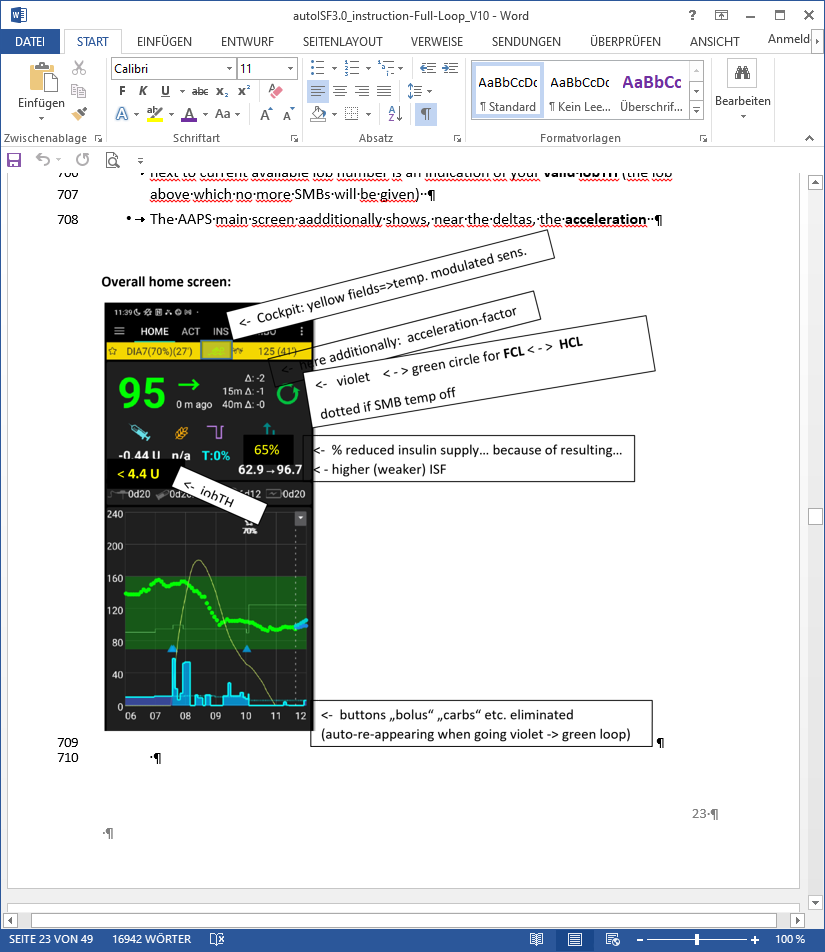 autoISF3.0_instruction-Full-Loop_V10 - Word
DATEI START EINFÜGEN ENTWURF SEITENLAYOUT VERWEISE SENDUNGEN ÜBERPRÜFEN ANSICHT Anmeld
Einfügen
Calibri 11
F K U abc x₂ x²
A ab A Aa A A
AaBbCcDc AaBbCcDc AaBbCc
¶ Standard ¶ Kein Lee... Überschrif...
Bearbeiten
Zwischenablage Schriftart Absatz Formatvorlagen
706 next·to·current·available·iob·number·is·an·indication·of·your·valid·iobTH·(the·iob
707 above·which·no·more·SMBs·will·be·given)··¶
708 •→ The·AAPS·main·screen·aadditionally·shows,·near·the·deltas,·the·acceleration··¶
Overall home screen:
<- Cockpit: yellow fields=>temp. modulated sens.
11:39
HOME ACT INS
DIA7(70%)(27') 125 (41')
<- here additionally: acceleration-factor
<- violet < - > green circle for FCL < - > HCL
dotted if SMB temp off
95
0 m ago
Δ: -2
15m Δ: -1
40m Δ: -0
65%
<- % reduced insulin supply... because of resulting...
< - higher (weaker) ISF
-0.44 U n/a T:0% 62.9→96.7
< 4.4 U
<- iobTH
0d20 0d20 d12 0d20
240
70%
200
160
120
80
40
0
06 07 08 09 10 11 12
<- buttons „bolus“ „carbs“ etc. eliminated
(auto-re-appearing when going violet -> green loop)
709 ¶
710 ·¶
23·¶
·¶
SEITE 23 VON 49 16942 WÖRTER 100 %